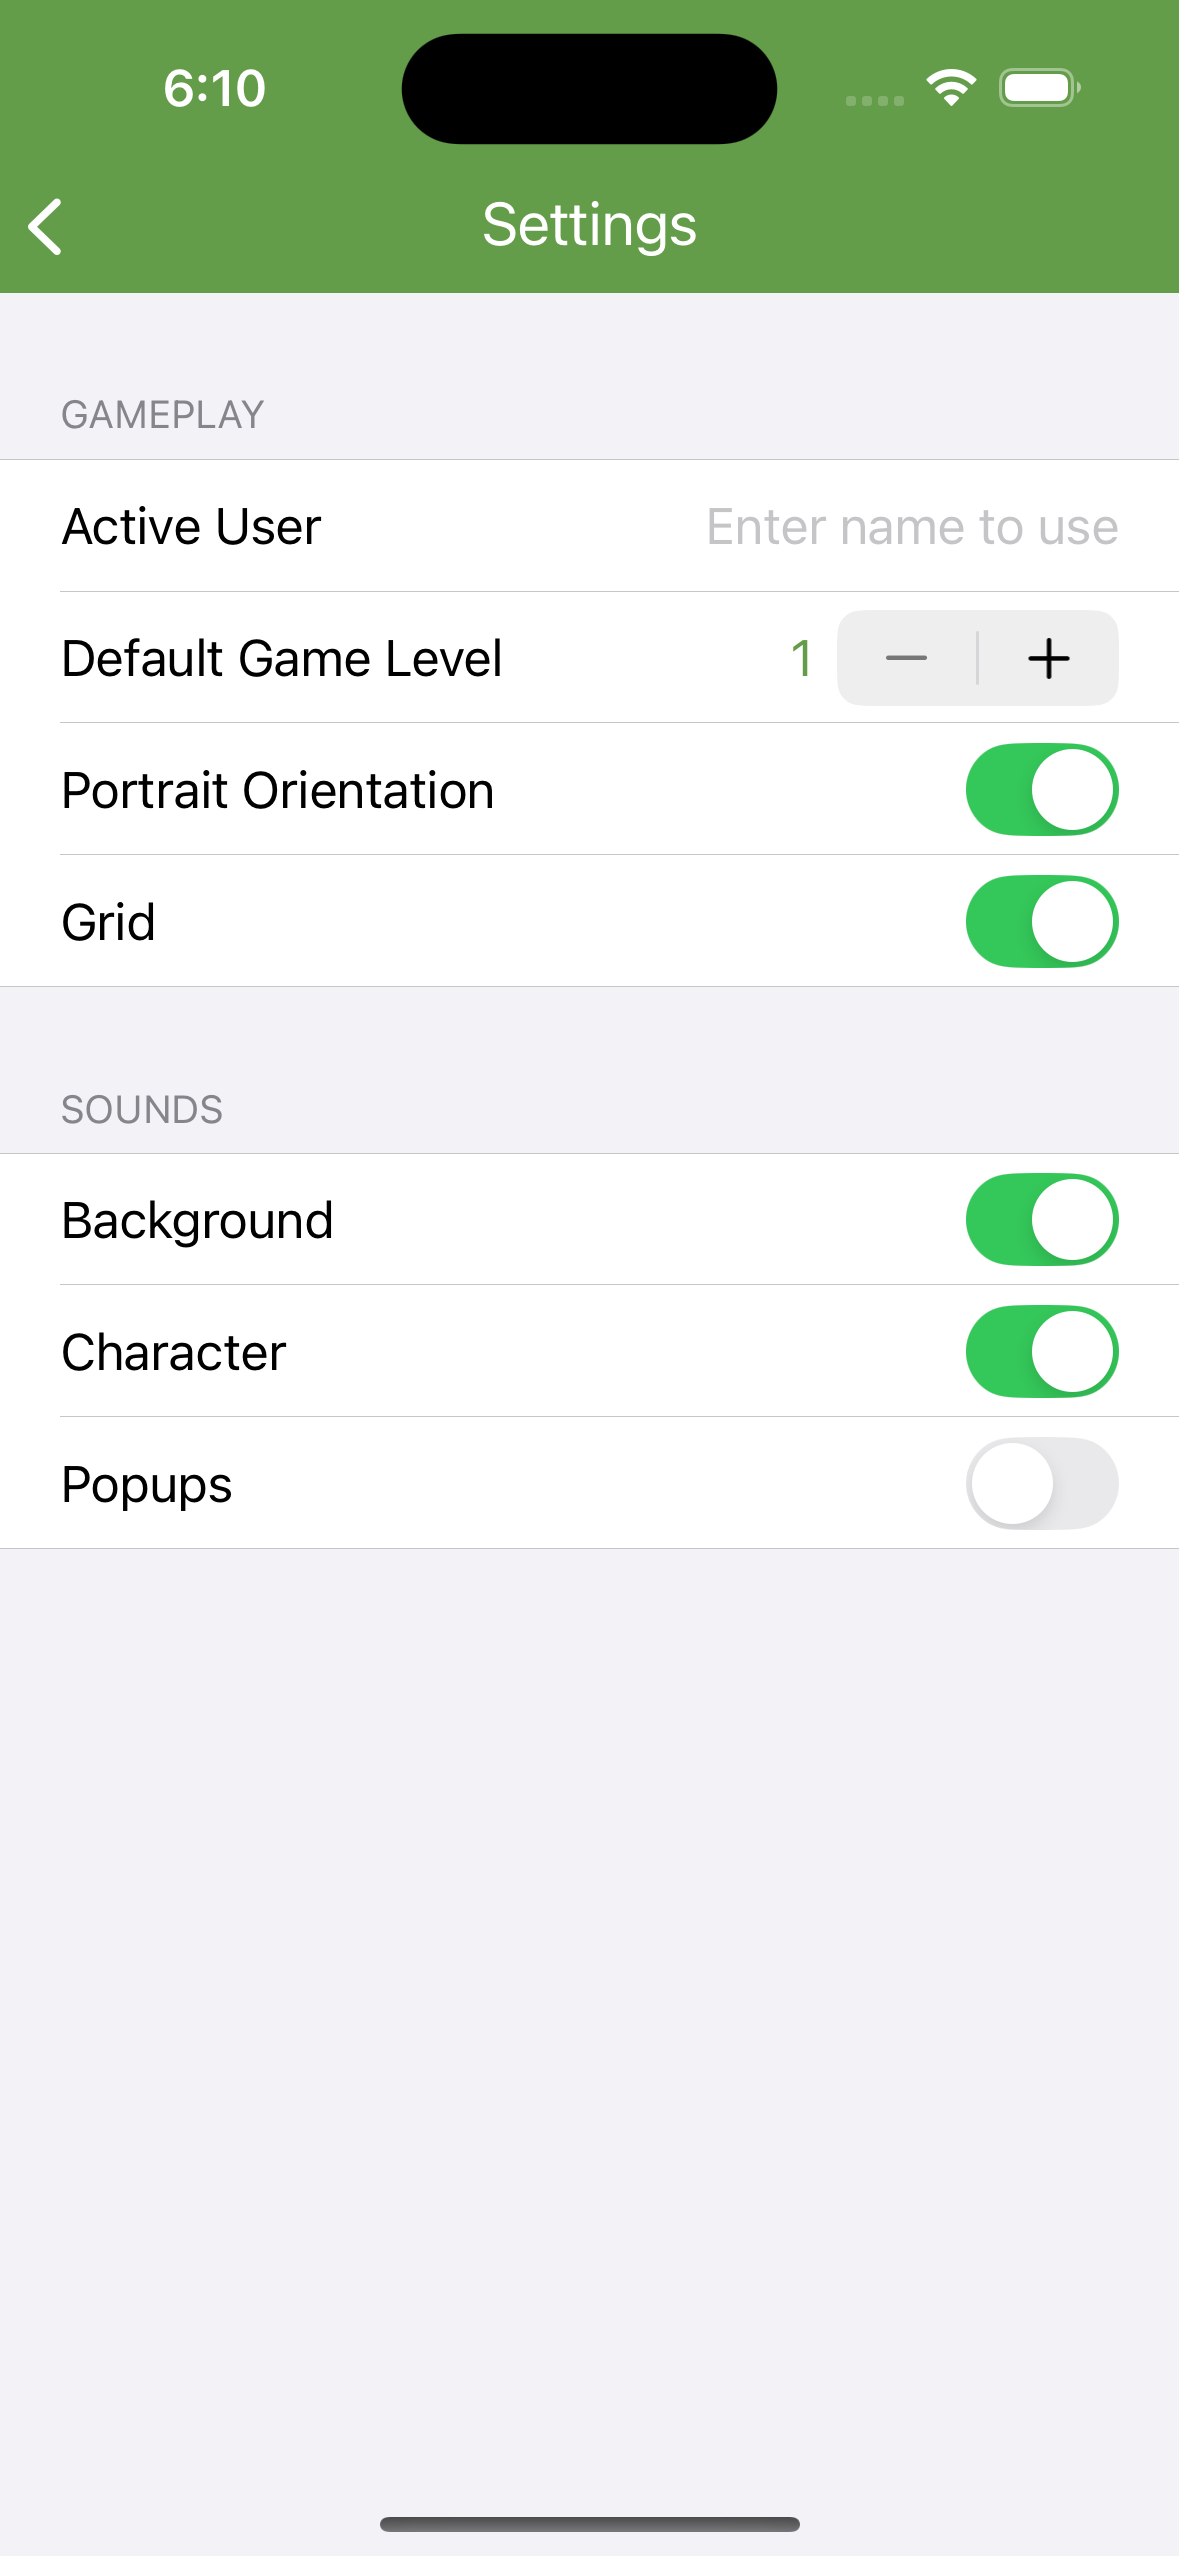 6:10
Settings
GAMEPLAY
Active User Enter name to use
Default Game Level 1
Portrait Orientation
Grid
SOUNDS
Background
Character
Popups